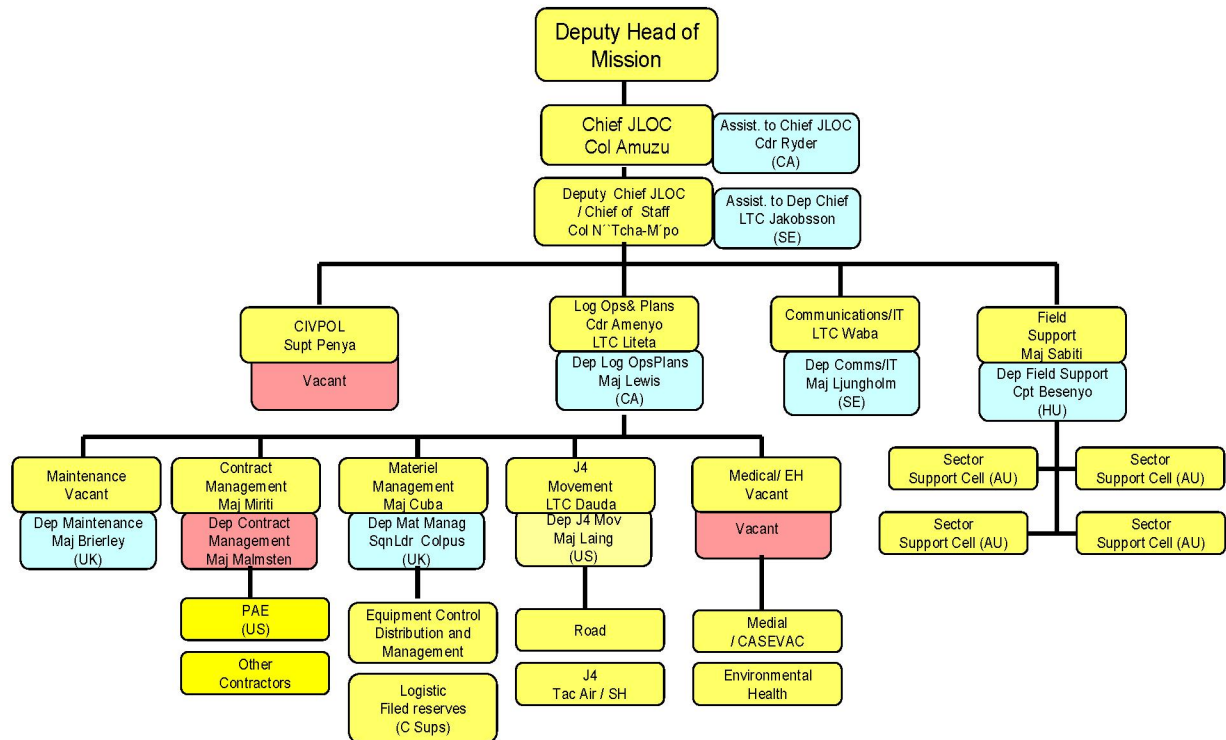 Deputy Head of
Mission
Chief JLOC
Col Amuzu
Assist. to Chief JLOC
Cdr Ryder
(CA)
Deputy Chief JLOC
/ Chief of Staff
Col N´´Tcha-M´po
Assist. to Dep Chief
LTC Jakobsson
(SE)
CIVPOL
Supt Penya
Vacant
Log Ops& Plans
Cdr Amenyo
LTC Liteta
Dep Log OpsPlans
Maj Lewis
(CA)
Communications/IT
LTC Waba
Dep Comms/IT
Maj Ljungholm
(SE)
Field
Support
Maj Sabiti
Dep Field Support
Cpt Besenyo
(HU)
Maintenance
Vacant
Dep Maintenance
Maj Brierley
(UK)
Contract
Management
Maj Miriti
Dep Contract
Management
Maj Malmsten
PAE
(US)
Other
Contractors
Materiel
Management
Maj Cuba
Dep Mat Manag
SqnLdr Colpus
(UK)
Equipment Control
Distribution and
Management
Logistic
Filed reserves
(C Sups)
J4
Movement
LTC Dauda
Dep J4 Mov
Maj Laing
(US)
Road
J4
Tac Air / SH
Medical/ EH
Vacant
Vacant
Medial
/ CASEVAC
Environmental
Health
Sector
Support Cell (AU)
Sector
Support Cell (AU)
Sector
Support Cell (AU)
Sector
Support Cell (AU)